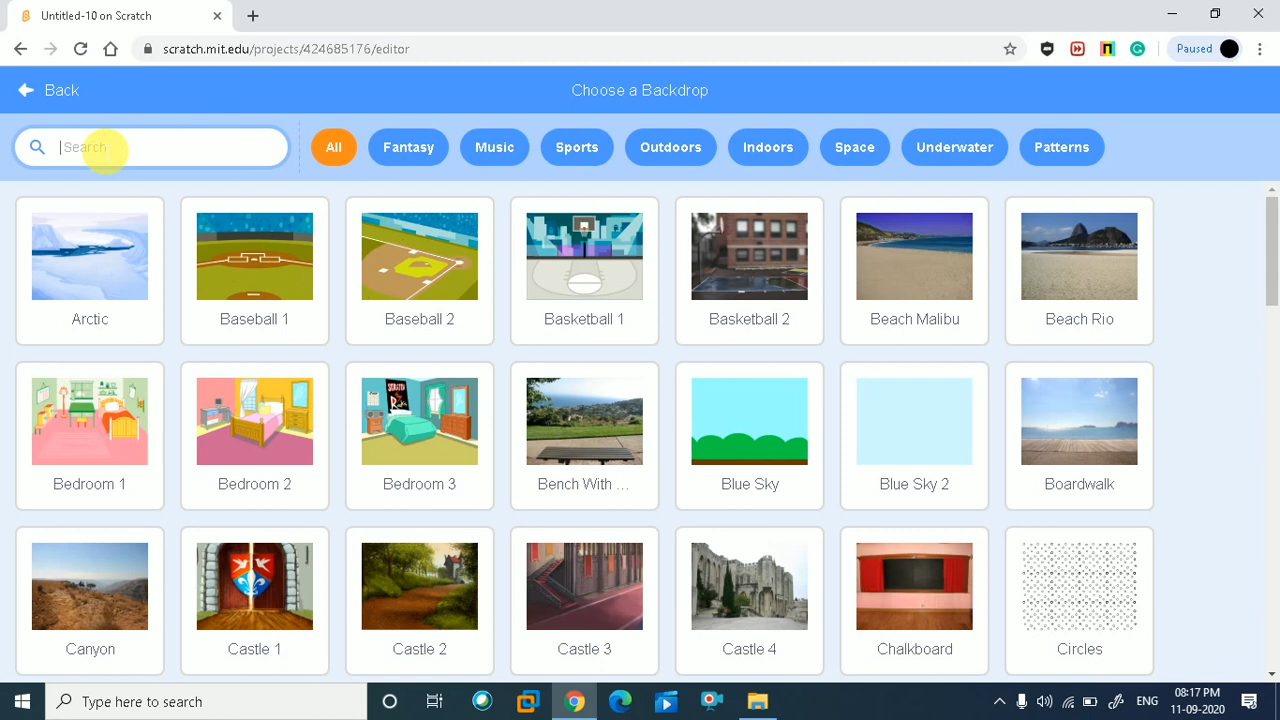 Untitled-10 on Scratch
scratch.mit.edu/projects/424685176/editor
Paused
Back
Choose a Backdrop
Search
All
Fantasy
Music
Sports
Outdoors
Indoors
Space
Underwater
Patterns
Arctic
Baseball 1
Baseball 2
Basketball 1
Basketball 2
Beach Malibu
Beach Rio
Bedroom 1
Bedroom 2
Bedroom 3
Bench With ...
Blue Sky
Blue Sky 2
Boardwalk
Canyon
Castle 1
Castle 2
Castle 3
Castle 4
Chalkboard
Circles
Type here to search
ENG
08:17 PM
11-09-2020